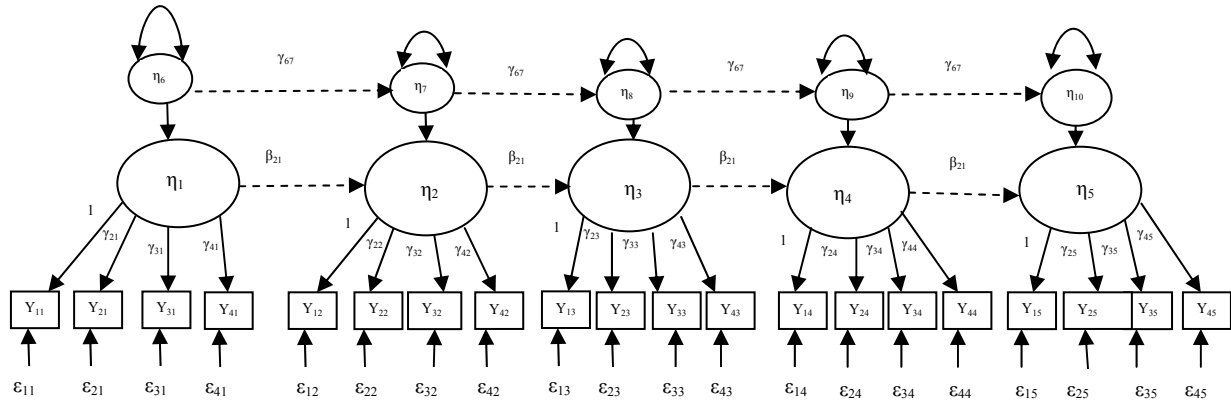 η₆ γ₆₇ η₇ γ₆₇ η₈ γ₆₇ η₉ γ₆₇ η₁₀
η₁ β₂₁ η₂ β₂₁ η₃ β₂₁ η₄ β₂₁ η₅
1 γ₂₁ γ₃₁ γ₄₁ 1 γ₂₂ γ₃₂ γ₄₂ 1 γ₂₃ γ₃₃ γ₄₃ 1 γ₂₄ γ₃₄ γ₄₄ 1 γ₂₅ γ₃₅ γ₄₅
Y₁₁ Y₂₁ Y₃₁ Y₄₁ Y₁₂ Y₂₂ Y₃₂ Y₄₂ Y₁₃ Y₂₃ Y₃₃ Y₄₃ Y₁₄ Y₂₄ Y₃₄ Y₄₄ Y₁₅ Y₂₅ Y₃₅ Y₄₅
ε₁₁ ε₂₁ ε₃₁ ε₄₁ ε₁₂ ε₂₂ ε₃₂ ε₄₂ ε₁₃ ε₂₃ ε₃₃ ε₄₃ ε₁₄ ε₂₄ ε₃₄ ε₄₄ ε₁₅ ε₂₅ ε₃₅ ε₄₅